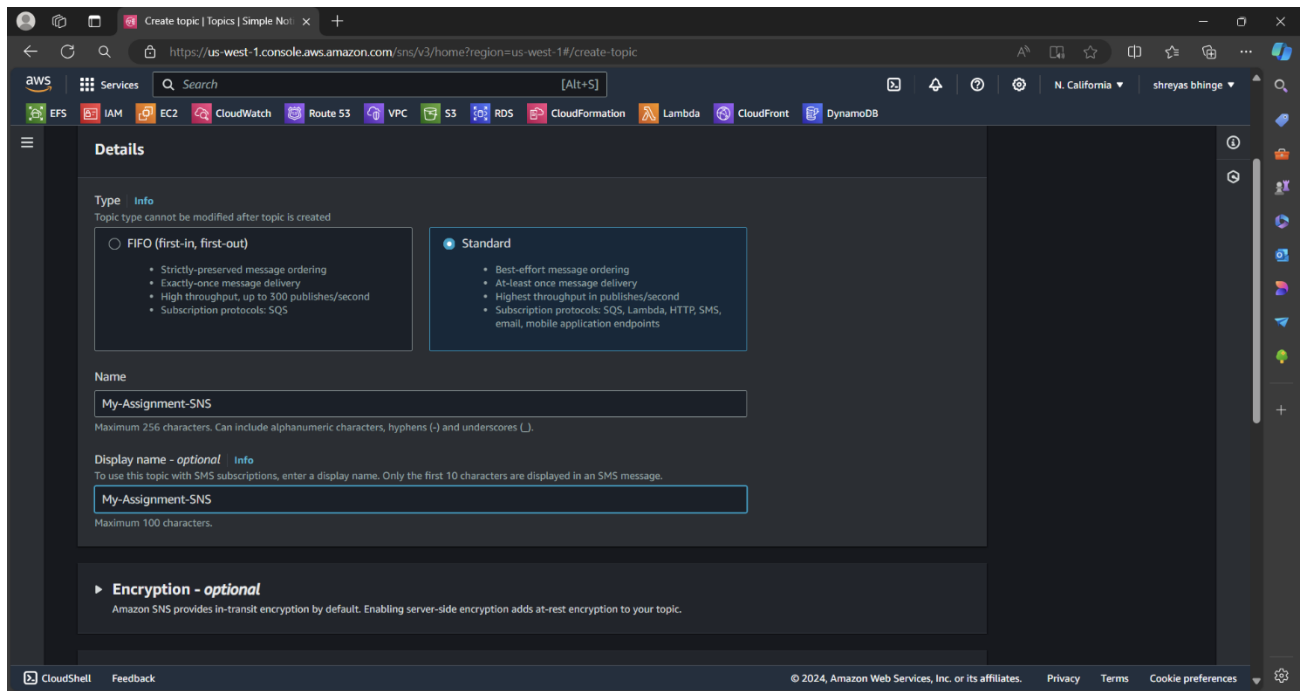 Create topic | Topics | Simple Not
https://us-west-1.console.aws.amazon.com/sns/v3/home?region=us-west-1#/create-topic
aws
Services
Search
[Alt+S]
N. California
shreyas bhinge
EFS
IAM
EC2
CloudWatch
Route 53
VPC
S3
RDS
CloudFormation
Lambda
CloudFront
DynamoDB
Details
Type
Info
Topic type cannot be modified after topic is created
FIFO (first-in, first-out)
• Strictly-preserved message ordering
• Exactly-once message delivery
• High throughput, up to 300 publishes/second
• Subscription protocols: SQS
Standard
• Best-effort message ordering
• At-least once message delivery
• Highest throughput in publishes/second
• Subscription protocols: SQS, Lambda, HTTP, SMS,
email, mobile application endpoints
Name
My-Assignment-SNS
Maximum 256 characters. Can include alphanumeric characters, hyphens (-) and underscores (_).
Display name - optional
Info
To use this topic with SMS subscriptions, enter a display name. Only the first 10 characters are displayed in an SMS message.
My-Assignment-SNS
Maximum 100 characters.
Encryption - optional
Amazon SNS provides in-transit encryption by default. Enabling server-side encryption adds at-rest encryption to your topic.
CloudShell
Feedback
© 2024, Amazon Web Services, Inc. or its affiliates.
Privacy
Terms
Cookie preferences